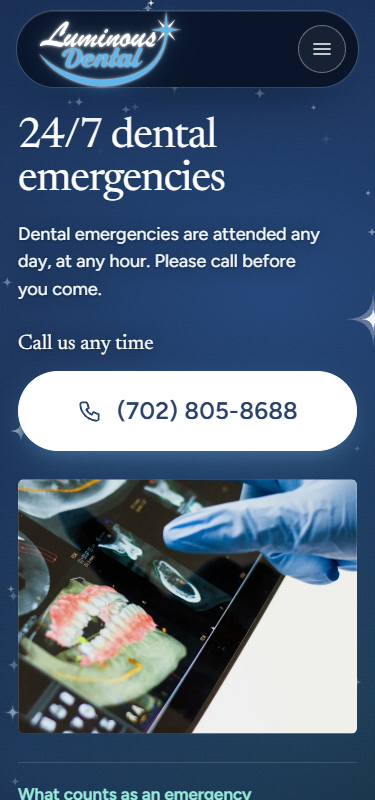 Luminous
Dental
24/7 dental
emergencies
Dental emergencies are attended any
day, at any hour. Please call before
you come.
Call us any time
(702) 805-8688
What counts as an emergency